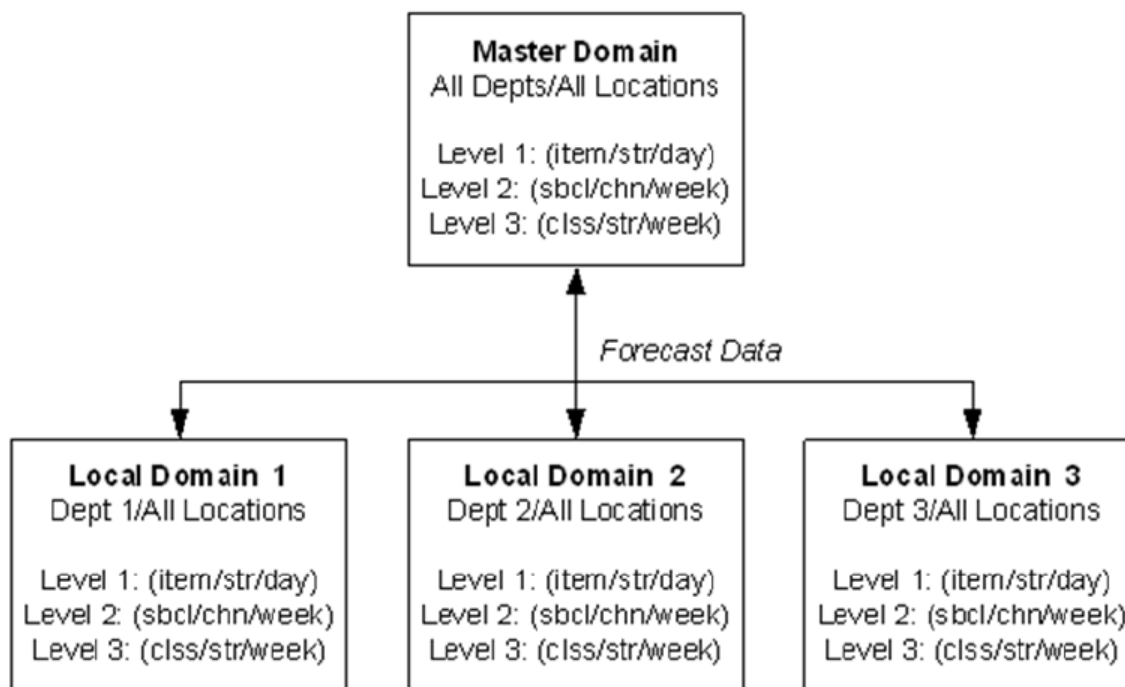 Master Domain
All Depts/All Locations
Level 1: (item/str/day)
Level 2: (sbcl/chn/week)
Level 3: (clss/str/week)
Forecast Data
Local Domain 1
Dept 1/All Locations
Level 1: (item/str/day)
Level 2: (sbcl/chn/week)
Level 3: (clss/str/week)
Local Domain 2
Dept 2/All Locations
Level 1: (item/str/day)
Level 2: (sbcl/chn/week)
Level 3: (clss/str/week)
Local Domain 3
Dept 3/All Locations
Level 1: (item/str/day)
Level 2: (sbcl/chn/week)
Level 3: (clss/str/week)